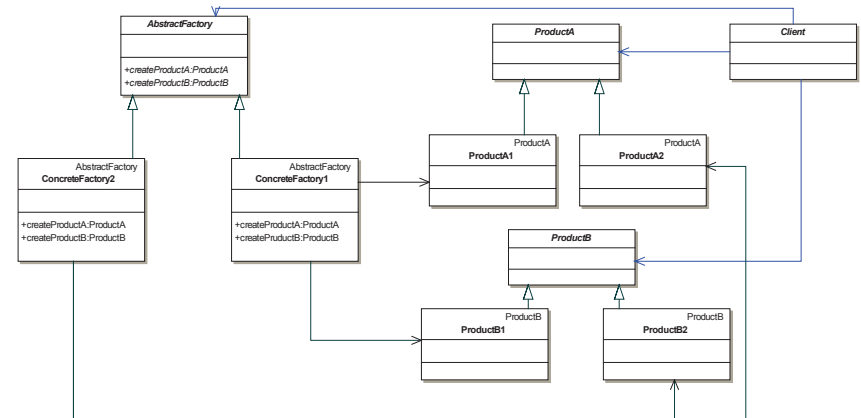 AbstractFactory
+createProductA:ProductA
+createProductB:ProductB
ProductA
Client
ProductA
ProductA1
ProductA
ProductA2
AbstractFactory
ConcreteFactory2
+createProductA:ProductA
+createProductB:ProductB
AbstractFactory
ConcreteFactory1
+createProductA:ProductA
+createPruductB:ProductB
ProductB
ProductB
ProductB1
ProductB
ProductB2